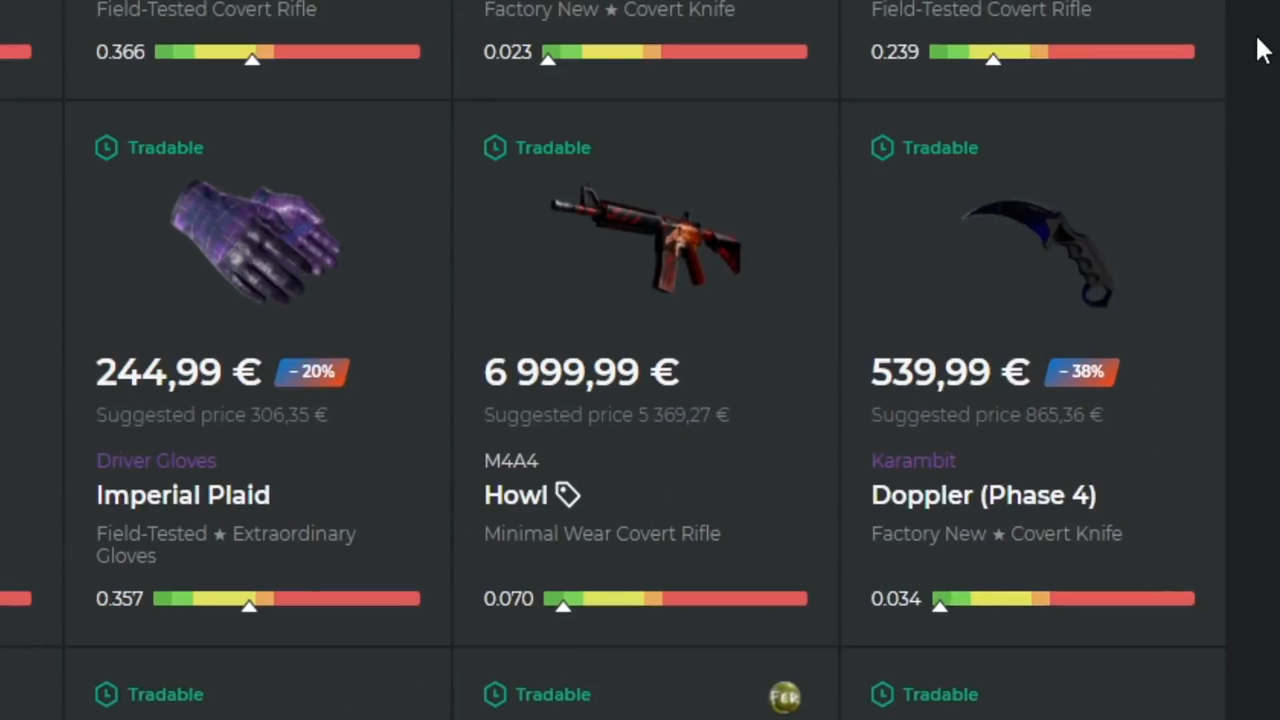 Field-Tested Covert Rifle
0.366
Factory New ★ Covert Knife
0.023
Field-Tested Covert Rifle
0.239
Tradable
244,99 €
– 20%
Suggested price 306,35 €
Driver Gloves
Imperial Plaid
Field-Tested ★ Extraordinary
Gloves
0.357
Tradable
6 999,99 €
Suggested price 5 369,27 €
M4A4
Howl
Minimal Wear Covert Rifle
0.070
Tradable
539,99 €
– 38%
Suggested price 865,36 €
Karambit
Doppler (Phase 4)
Factory New ★ Covert Knife
0.034
Tradable
Tradable
FER
Tradable